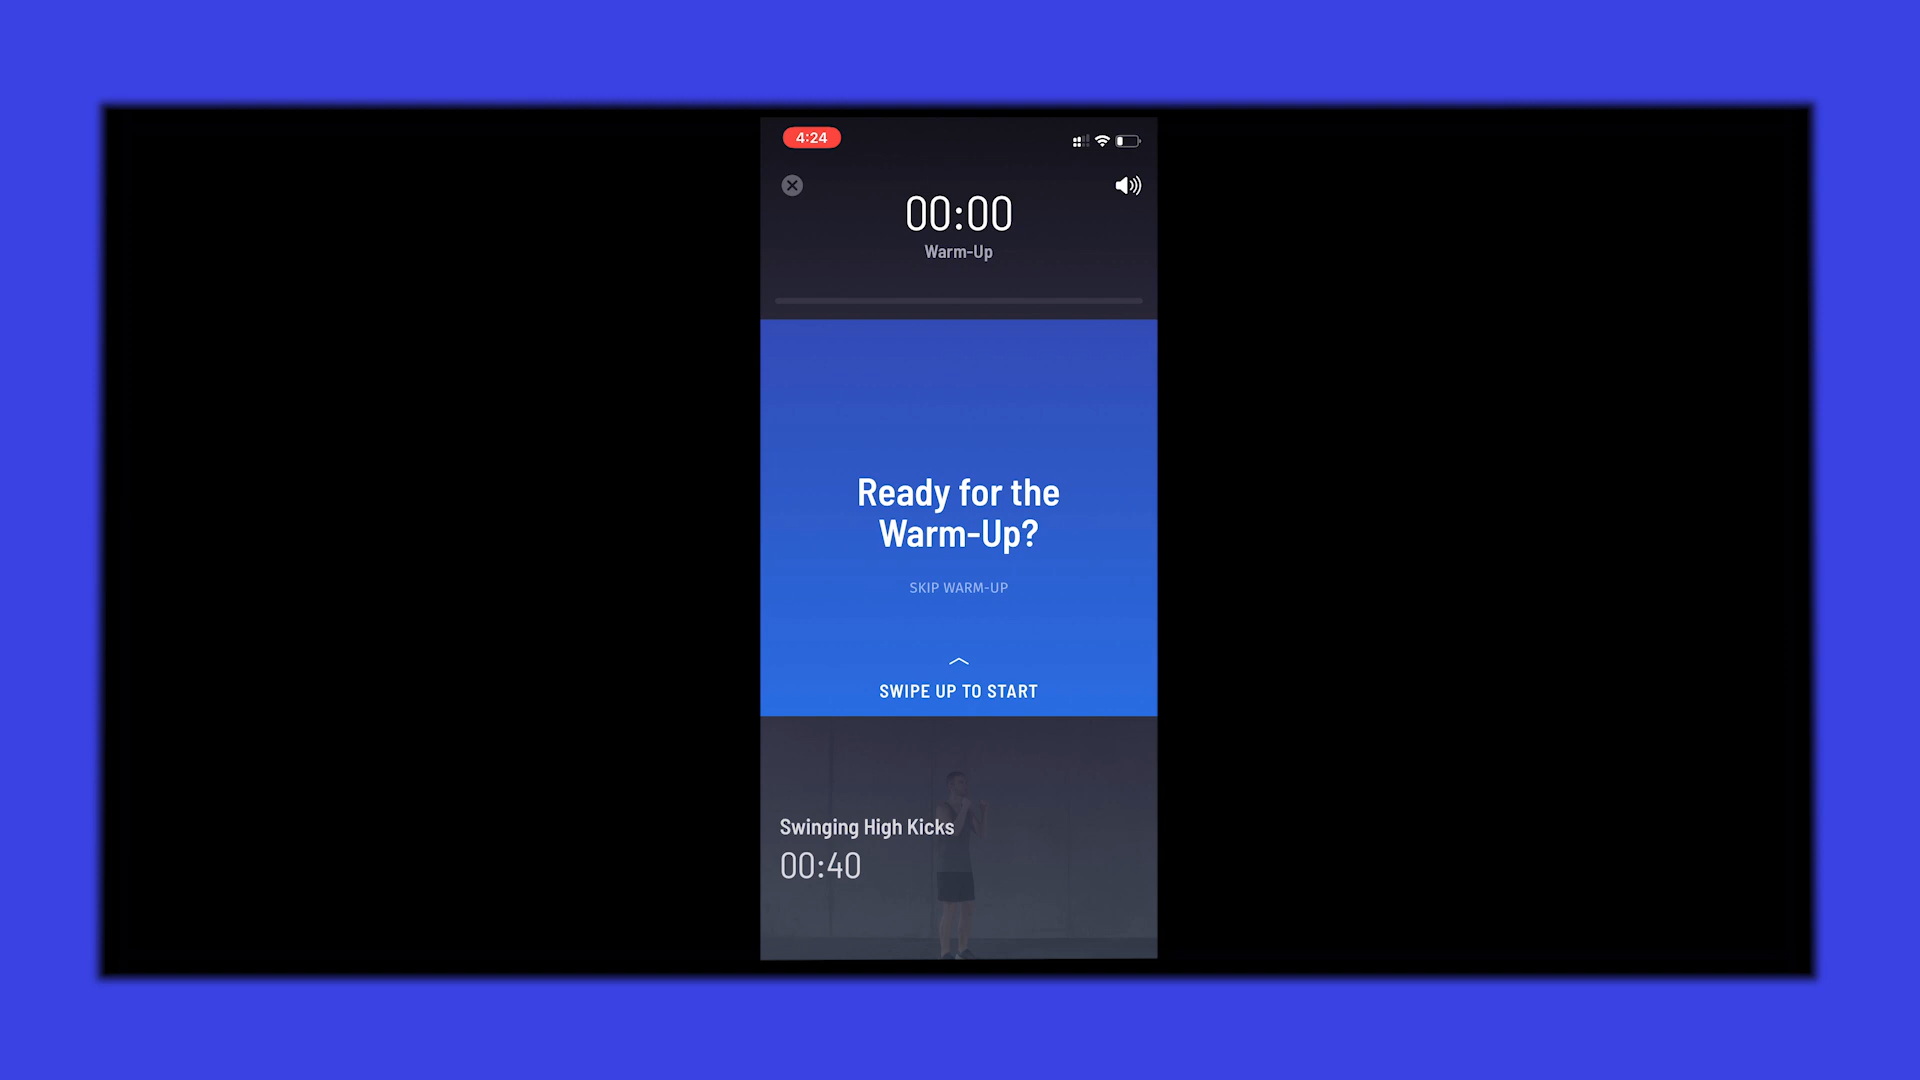 4:24
00:00
Warm-Up
Ready for the
Warm-Up?
SKIP WARM-UP
SWIPE UP TO START
Swinging High Kicks
00:40